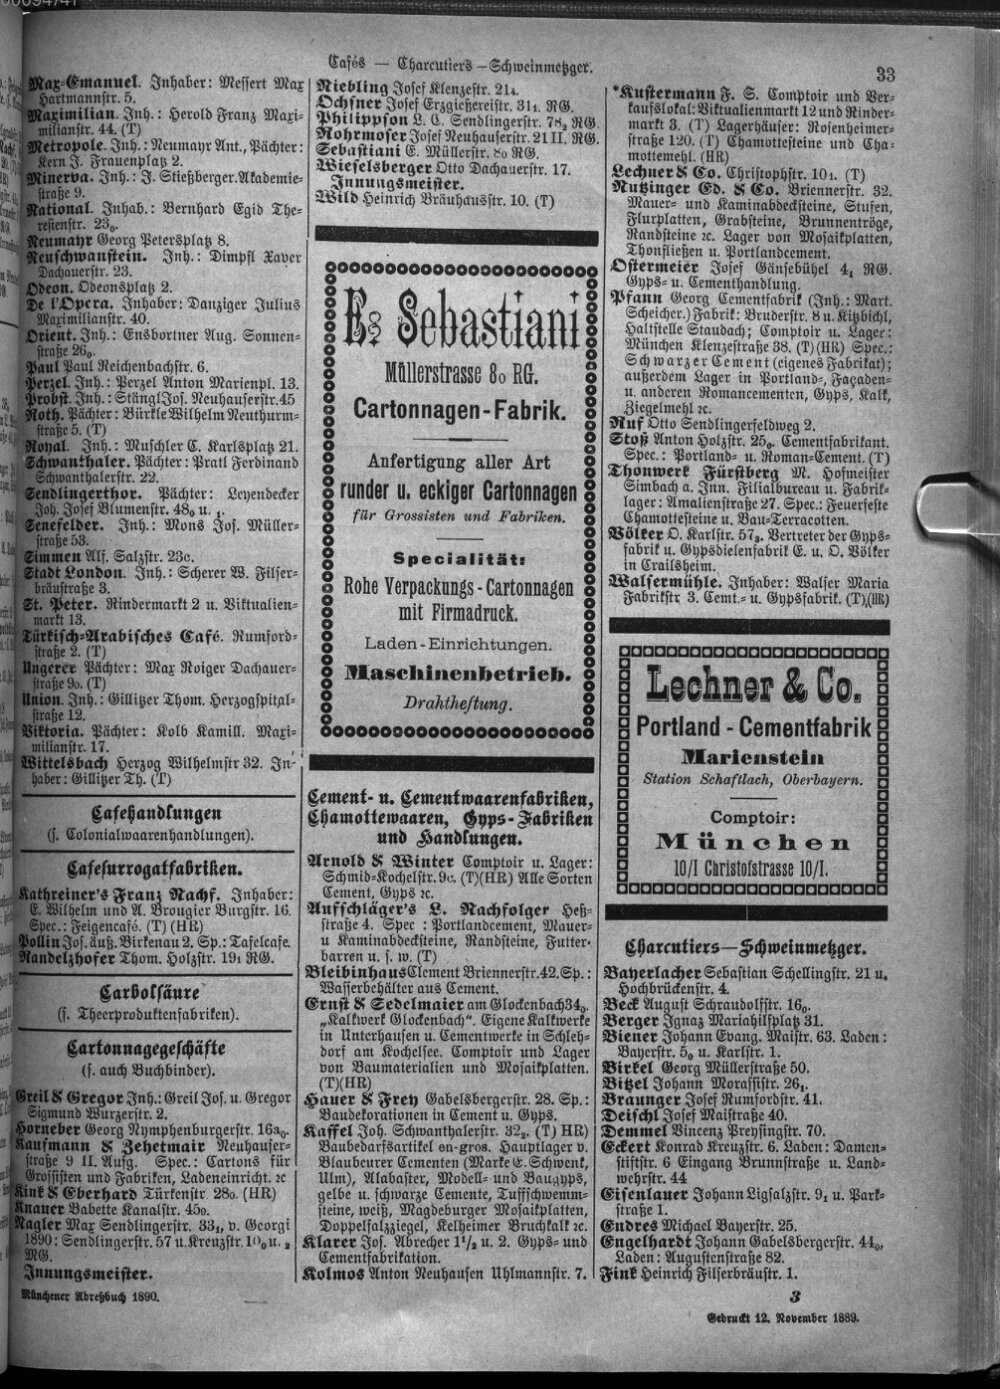 Cafés — Charcutiers — Schweinmetzger.
33
Max-Emanuel. Inhaber: Messert Max
Hartmannstr. 5.
Maximilian. Inh.: Herold Franz Maxi-
milianstr. 44. (T)
Metropole. Inh.: Neumayr Ant., Pächter:
Kern J. Frauenplatz 2.
Minerva. Inh.: J. Stießberger. Akademie-
straße 9.
National. Inhab.: Bernhard Egid The-
resienstr. 23₀.
Neumayr Georg Petersplatz 8.
Neuschwanstein. Inh.: Dimpfl Xaver
Dachauerstr. 23.
Odeon. Odeonsplatz 2.
De l'Opera. Inhaber: Danziger Julius
Maximilianstr. 40.
Orient. Inh.: Ensbortner Aug. Sonnen-
straße 26₀.
Paul Paul Reichenbachstr. 6.
Perzel. Inh.: Perzel Anton Marienpl. 13.
Probst. Inh.: Stängl Jos. Neuhauserstr. 45
Roth. Pächter: Bürkle Wilhelm Neuthurm-
straße 5. (T)
Royal. Inh.: Muschler C. Karlsplatz 21.
Schwanthaler. Pächter: Pratl Ferdinand
Schwanthalerstr. 22.
Sendlingerthor. Pächter: Leyendecker
Joh. Josef Blumenstr. 48₀ u. ₁.
Senefelder. Inh.: Mons Jos. Müller-
straße 53.
Simmen Alf. Salzstr. 23c.
Stadt London. Inh.: Scherer W. Filser-
bräustraße 3.
St. Peter. Rindermarkt 2 u. Viktualien-
markt 13.
Türkisch-Arabisches Café. Rumford-
straße 2. (T)
Ungerer Pächter: Max Roiger Dachauer-
straße 9₀. (T)
Union. Inh.: Gillitzer Thom. Herzogspital-
straße 12.
Viktoria. Pächter: Kolb Kamill. Maxi-
milianstr. 17.
Wittelsbach Herzog Wilhelmstr 32. In-
haber: Gillitzer Th. (T)
Cafehandlungen
(s. Colonialwaarenhandlungen).
Cafesurrogatfabriken.
Kathreiner's Franz Nachf. Inhaber:
E. Wilhelm und A. Brougier Burgstr. 16.
Spec.: Feigencafé. (T) (HR)
Pollin Jos. äuß. Birkenau 2. Sp.: Tafelcafe.
Randelzhofer Thom. Holzstr. 19₁ RG.
Carbolsäure
(s. Theerproduktenfabriken).
Cartonnagegeschäfte
(s. auch Buchbinder).
Greil & Gregor Inh.: Greil Jos. u. Gregor
Sigmund Wurzerstr. 2.
Horneber Georg Nymphenburgerstr. 16a₀.
Kaufmann & Zehetmair Neuhauser-
straße 9 II. Aufg. Spec.: Cartons für
Grossisten und Fabriken, Ladeneinricht. ꝛc
Kink & Eberhard Türkenstr. 28₀. (HR)
Knauer Babette Kanalstr. 45₀.
Nagler Max Sendlingerstr. 33₁, v. Georgi
1890: Sendlingerstr. 57 u. Kreuzstr. 10₀ u. ₂
MG.
Innungsmeister.
Münchener Adreßbuch 1890.
Niebling Josef Klenzestr. 21₄.
Ochsner Josef Erzgießereistr. 31₁. RG.
Philippson L. C. Sendlingerstr. 78₂ RG.
Rohrmoser Josef Neuhauserstr. 21 II. RG.
Sebastiani E. Müllerstr. 8₀ RG.
Wieselsberger Otto Dachauerstr. 17.
Innungsmeister.
Wild Heinrich Bräuhausstr. 10. (T)
E. Sebastiani
Müllerstrasse 8₀ RG.
Cartonnagen-Fabrik.
Anfertigung aller Art
runder u. eckiger Cartonnagen
für Grossisten und Fabriken.
Specialität:
Rohe Verpackungs-Cartonnagen
mit Firmadruck.
Laden-Einrichtungen.
Maschinenbetrieb.
Drahtheftung.
Cement- u. Cementwaarenfabriken,
Chamottewaaren, Gyps-Fabriken
und Handlungen.
Arnold & Winter Comptoir u. Lager:
Schmid-Kochelstr. 9c. (T)(HR) Alle Sorten
Cement, Gyps ꝛc.
Aufschläger's L. Nachfolger Heß-
straße 4. Spec : Portlandcement, Mauer-
u Kaminabdecksteine, Randsteine, Futter-
barren u. s. w. (T)
Bleibinhaus Clement Briennerstr. 42. Sp.:
Wasserbehälter aus Cement.
Ernst & Sedelmaier am Glockenbach 34₀.
„Kalkwerk Glockenbach". Eigene Kalkwerke
in Unterhausen u. Cementwerke in Schleh-
dorf am Kochelsee. Comptoir und Lager
von Baumaterialien und Mosaikplatten.
(T)(HR)
Hauer & Frey Gabelsbergerstr. 28. Sp.:
Baudekorationen in Cement u. Gyps.
Kaffel Joh. Schwanthalerstr. 32₂. (T) HR)
Baubedarfsartikel en-gros. Hauptlager v.
Blaubeurer Cementen (Marke E. Schwenk,
Ulm), Alabaster, Modell- und Baugyps,
gelbe u. schwarze Cemente, Tuffschwemm-
steine, weiß, Magdeburger Mosaikplatten,
Doppelfalzziegel, Kelheimer Bruchkalk ꝛc.
Klarer Jos. Abrecher 1½ u. 2. Gyps- und
Cementfabrikation.
Kolmos Anton Neuhausen Uhlmannstr. 7.
*Kustermann F. S. Comptoir und Ver-
kaufslokal: Viktualienmarkt 12 und Rinder-
markt 3. (T) Lagerhäuser: Rosenheimer-
straße 120. (T) Chamottesteine und Cha-
mottemehl. (HR)
Lechner & Co. Christophstr. 10₁. (T)
Nutzinger Ed. & Co. Briennerstr. 32.
Mauer- und Kaminabdecksteine, Stufen,
Flurplatten, Grabsteine, Brunnentröge,
Randsteine ꝛc. Lager von Mosaikplatten,
Thonfließen u. Portlandcement.
Ostermeier Josef Gänsebühel 4₁ RG.
Gyps- u. Cementhandlung.
Pfann Georg Cementfabrik (Inh.: Mart.
Scheicher.) Fabrik: Bruderstr. 8 u. Kitzbichl,
Haltstelle Staudach; Comptoir u. Lager:
München Klenzestraße 38. (T)(HR) Spec.:
Schwarzer Cement (eigenes Fabrikat);
außerdem Lager in Portland-, Façaden-
u. anderen Romancementen, Gyps, Kalk,
Ziegelmehl ꝛc.
Ruf Otto Sendlingerfeldweg 2.
Stoß Anton Holzstr. 25₀. Cementfabrikant.
Spec.: Portland- u. Roman-Cement. (T)
Thonwerk Fürstberg M. Hofmeister
Simbach a. Inn. Filialbureau u. Fabrik-
lager: Amalienstraße 27. Spec.: Feuerfeste
Chamottesteine u. Bau-Terracotten.
Völker O. Karlstr. 57₃. Vertreter der Gyps-
fabrik u. Gypsdielenfabrik E. u. O. Völker
in Crailsheim.
Walsermühle. Inhaber: Walser Maria
Fabrikstr 3. Cemt.- u. Gypsfabrik. (T)(HR)
Lechner & Co.
Portland-Cementfabrik
Marienstein
Station Schaftlach, Oberbayern.
Comptoir:
München
10/I Christofstrasse 10/I.
Charcutiers—Schweinmetzger.
Bayerlacher Sebastian Schellingstr. 21 u.
Hochbrückenstr. 4.
Beck August Schraudolfstr. 16₀.
Berger Ignaz Mariahilfplatz 31.
Biener Johann Evang. Maistr. 63. Laden:
Bayerstr. 5₀ u. Karlstr. 1.
Birkel Georg Müllerstraße 50.
Bitzel Johann Morassistr. 26₁.
Braunger Josef Rumfordstr. 41.
Deischl Josef Maistraße 40.
Demmel Vincenz Preysingstr. 70.
Eckert Konrad Kreuzstr. 6. Laden: Damen-
stiftstr. 6 Eingang Brunnstraße u. Land-
wehrstr. 44
Eisenlauer Johann Ligsalzstr. 9₁ u. Park-
straße 1.
Endres Michael Bayerstr. 25.
Engelhardt Johann Gabelsbergerstr. 44₀,
Laden: Augustenstraße 82.
Fink Heinrich Filserbräustr. 1.
3
Gedruckt 12. November 1889.